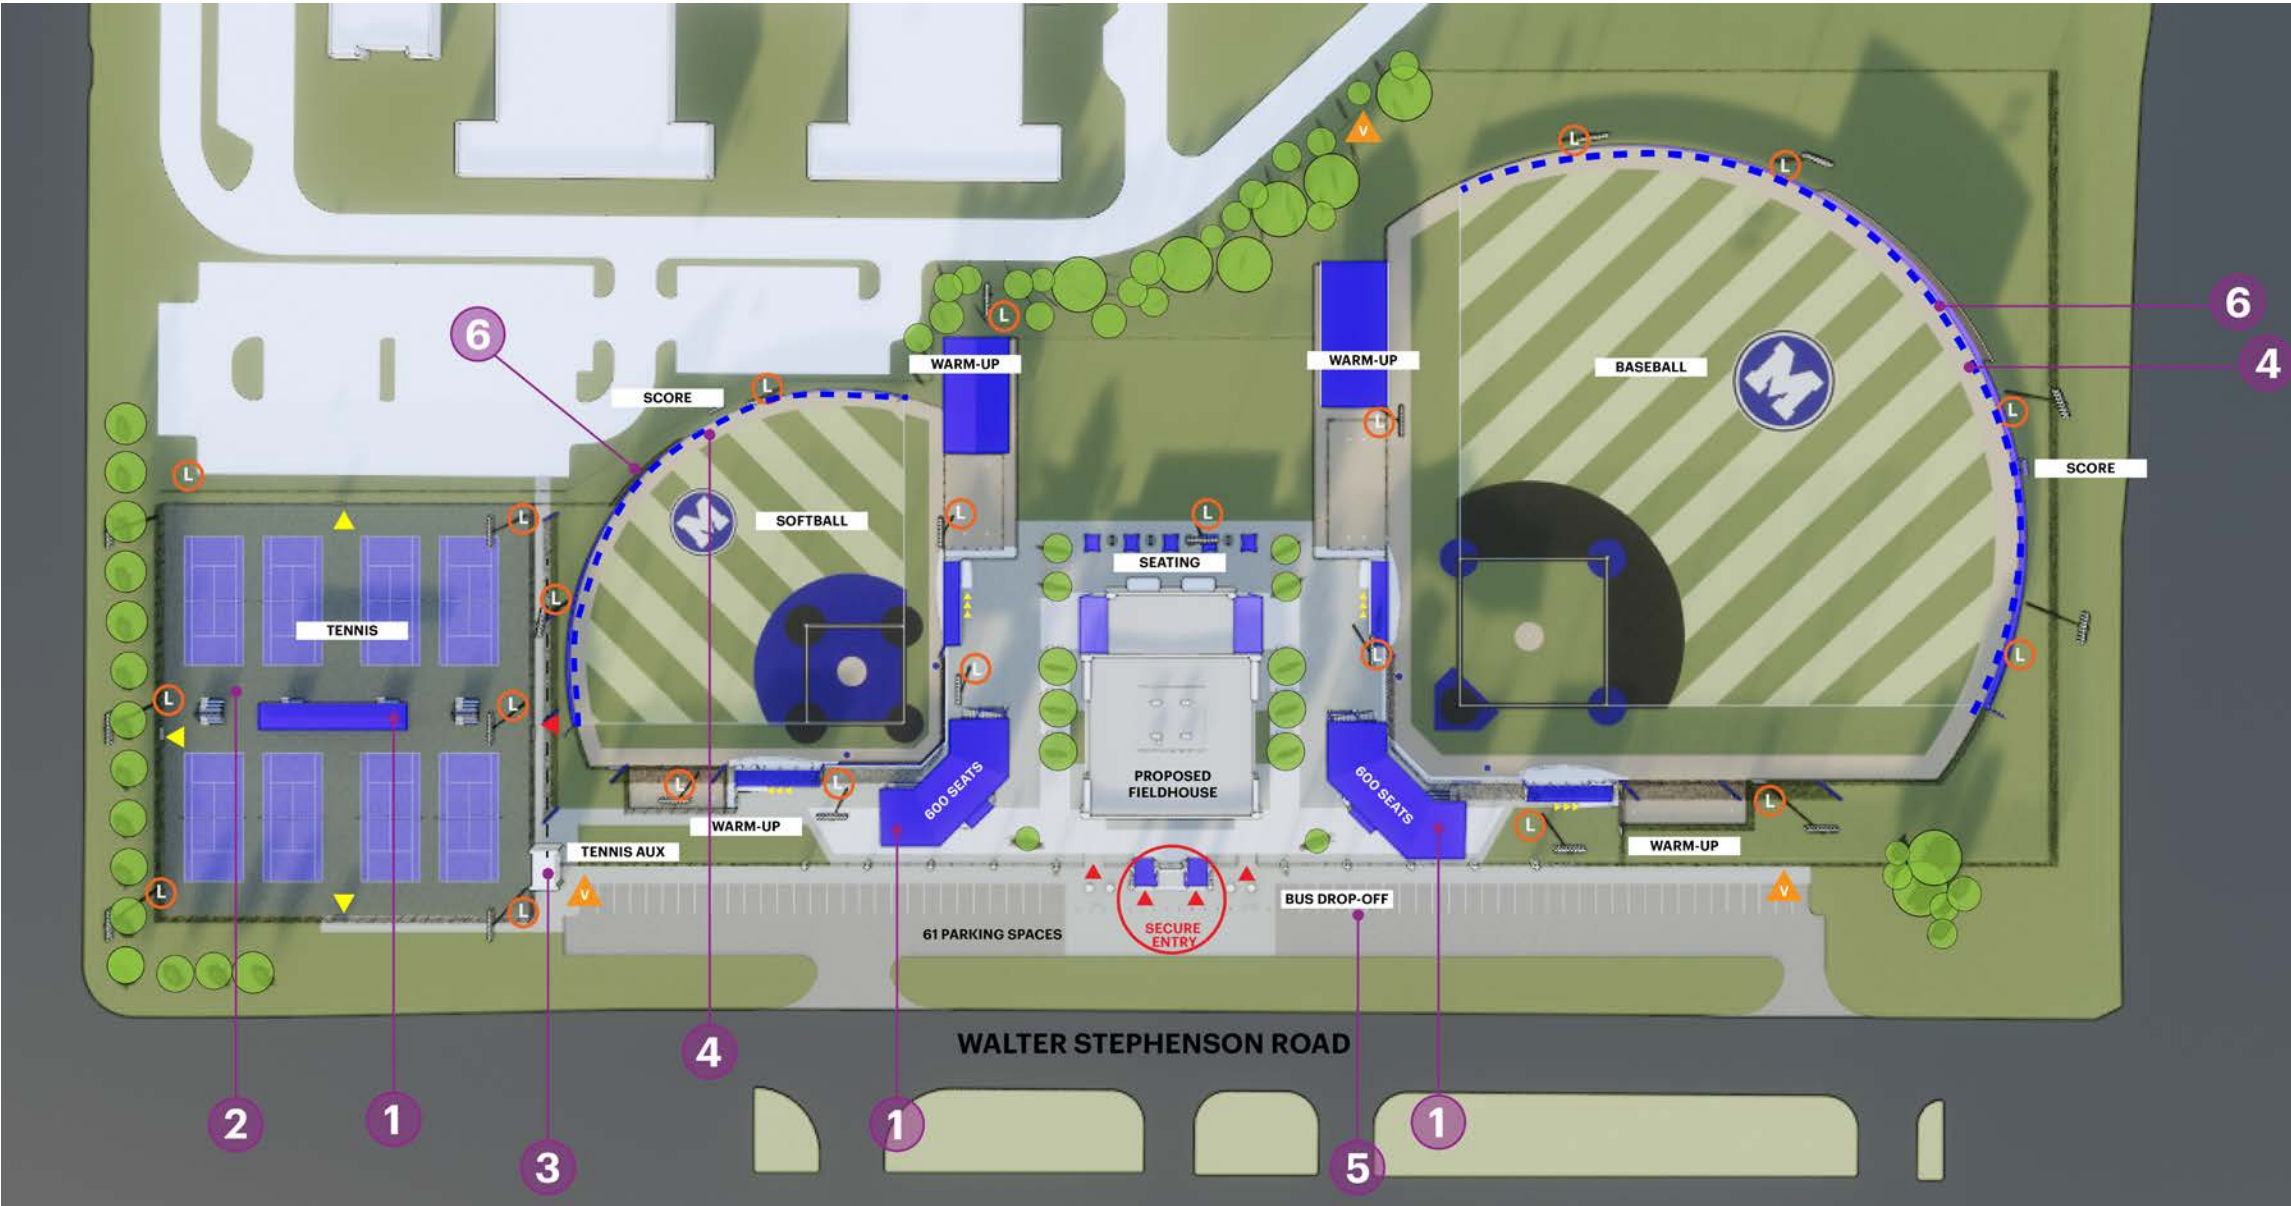 V
L
L
6
4
L
WARM-UP
WARM-UP
BASEBALL
M
6
SCORE
L
L
L
SCORE
L
L
L
L
L
SOFTBALL
M
SEATING
L
TENNIS
L
L
L
L
L
600 SEATS
PROPOSED
FIELDHOUSE
600 SEATS
L
L
L
L
WARM-UP
WARM-UP
TENNIS AUX
L
V
L
BUS DROP-OFF
V
61 PARKING SPACES
SECURE
ENTRY
WALTER STEPHENSON ROAD
4
2
1
1
1
3
5